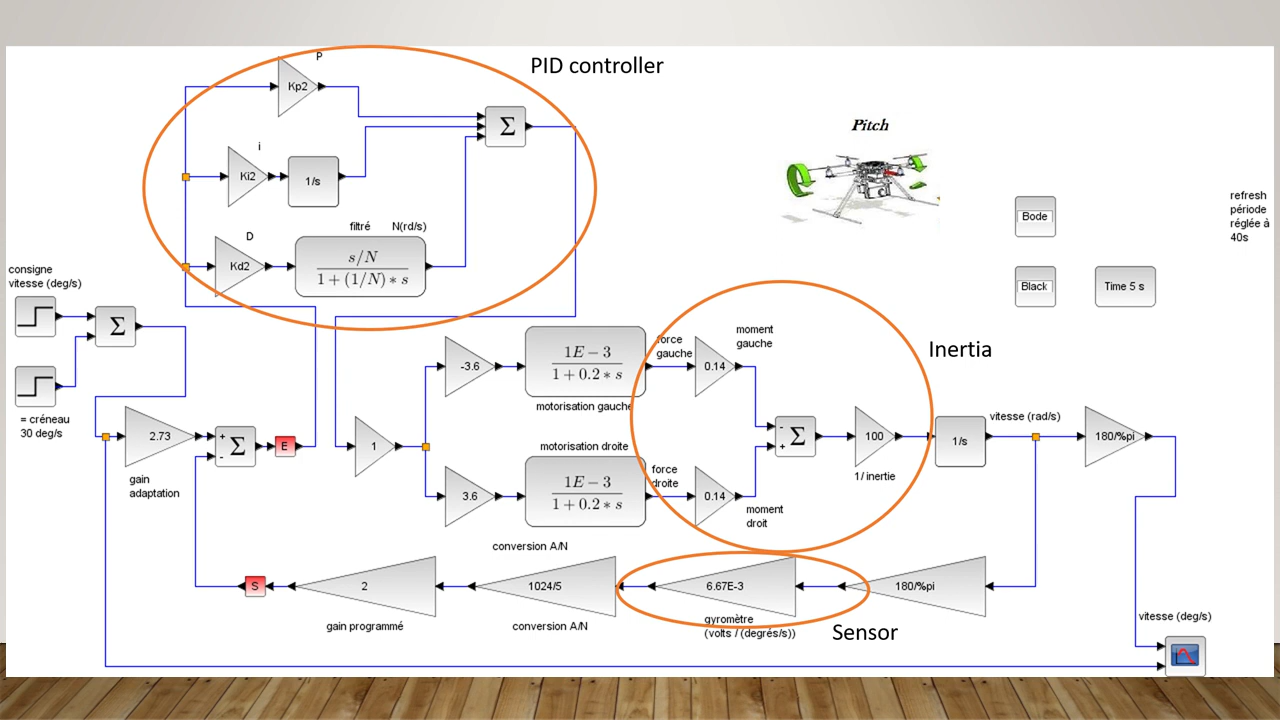 P
PID controller
Kp2
Σ
Pitch
i
Ki2
1/s
refresh
période
réglée à
40s
Bode
filtré N(rd/s)
D
Kd2
s/N
1 + (1/N) ∗ s
consigne
vitesse (deg/s)
Black
Time 5 s
Σ
moment
gauche
force
gauche
Inertia
-3.6
1E − 3
1 + 0.2 ∗ s
0.14
motorisation gauche
= créneau
30 deg/s
2.73
+
-
Σ
E
1
motorisation droite
-
+
Σ
100
1/s
vitesse (rad/s)
180/%pi
gain
adaptation
force
droite
1/ inertie
3.6
1E − 3
1 + 0.2 ∗ s
0.14
moment
droit
conversion A/N
S
2
1024/5
6.67E-3
180/%pi
gain programmé
conversion A/N
gyromètre
(volts / (degrés/s))
Sensor
vitesse (deg/s)